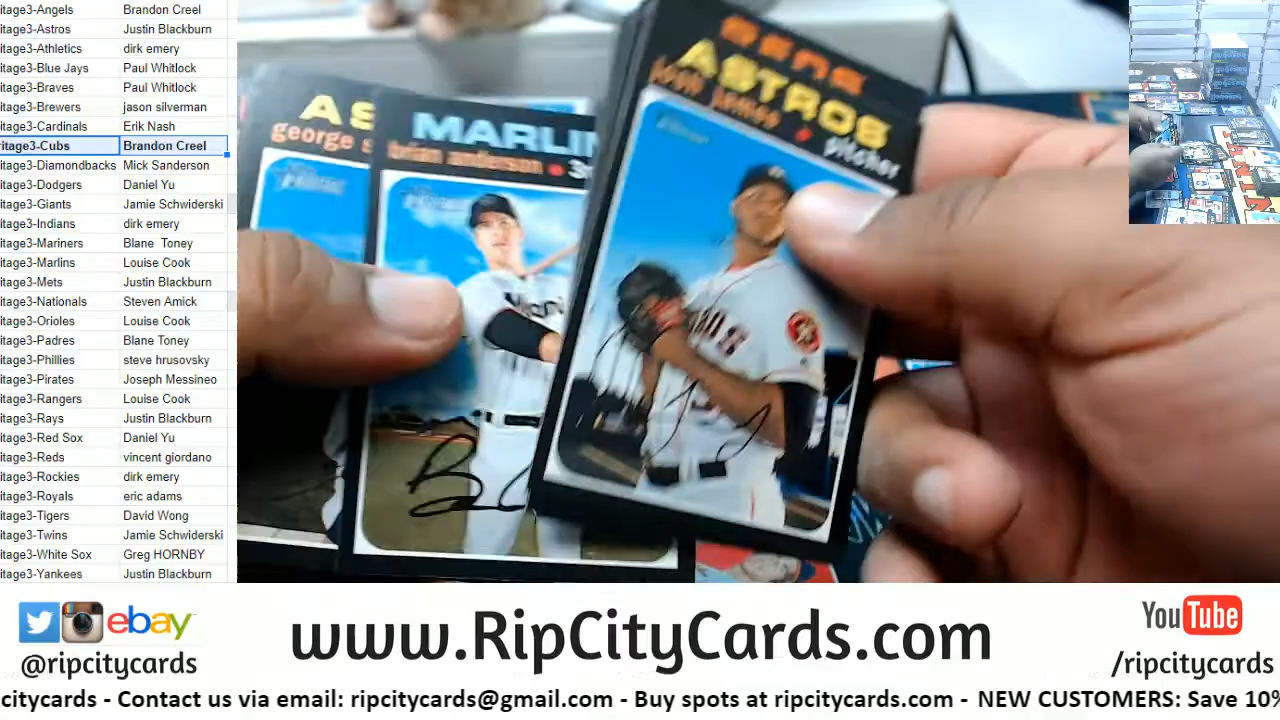 itage3-Angels Brandon Creel
itage3-Astros Justin Blackburn
itage3-Athletics dirk emery
itage3-Blue Jays Paul Whitlock
itage3-Braves Paul Whitlock
itage3-Brewers jason silverman
itage3-Cardinals Erik Nash
ritage3-Cubs Brandon Creel
itage3-Diamondbacks Mick Sanderson
itage3-Dodgers Daniel Yu
itage3-Giants Jamie Schwiderski
itage3-Indians dirk emery
itage3-Mariners Blane Toney
itage3-Marlins Louise Cook
itage3-Mets Justin Blackburn
itage3-Nationals Steven Amick
itage3-Orioles Louise Cook
itage3-Padres Blane Toney
itage3-Phillies steve hrusovsky
itage3-Pirates Joseph Messineo
itage3-Rangers Louise Cook
itage3-Rays Justin Blackburn
itage3-Red Sox Daniel Yu
itage3-Reds vincent giordano
itage3-Rockies dirk emery
itage3-Royals eric adams
itage3-Tigers David Wong
itage3-Twins Jamie Schwiderski
itage3-White Sox Greg HORNBY
itage3-Yankees Justin Blackburn
AS
george s
MARLIN
brian anderson • 3
ASTROS
josh james • pitcher
ebay
@ripcitycards
www.RipCityCards.com
YouTube
/ripcitycards
citycards - Contact us via email: ripcitycards@gmail.com - Buy spots at ripcitycards.com - NEW CUSTOMERS: Save 10%